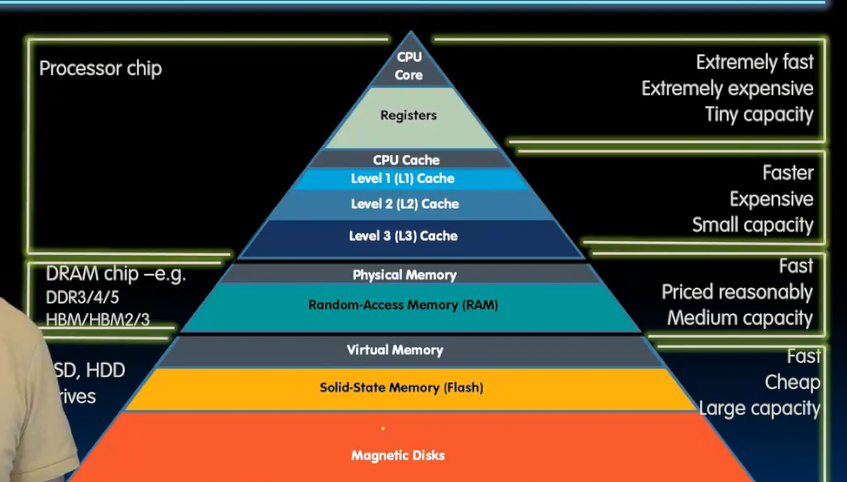 Processor chip
CPU
Core
Registers
CPU Cache
Level 1 (L1) Cache
Level 2 (L2) Cache
Level 3 (L3) Cache
Extremely fast
Extremely expensive
Tiny capacity
Faster
Expensive
Small capacity
DRAM chip –e.g.
DDR3/4/5
HBM/HBM2/3
Physical Memory
Random-Access Memory (RAM)
Fast
Priced reasonably
Medium capacity
SD, HDD
rives
Virtual Memory
Solid-State Memory (Flash)
Magnetic Disks
Fast
Cheap
Large capacity